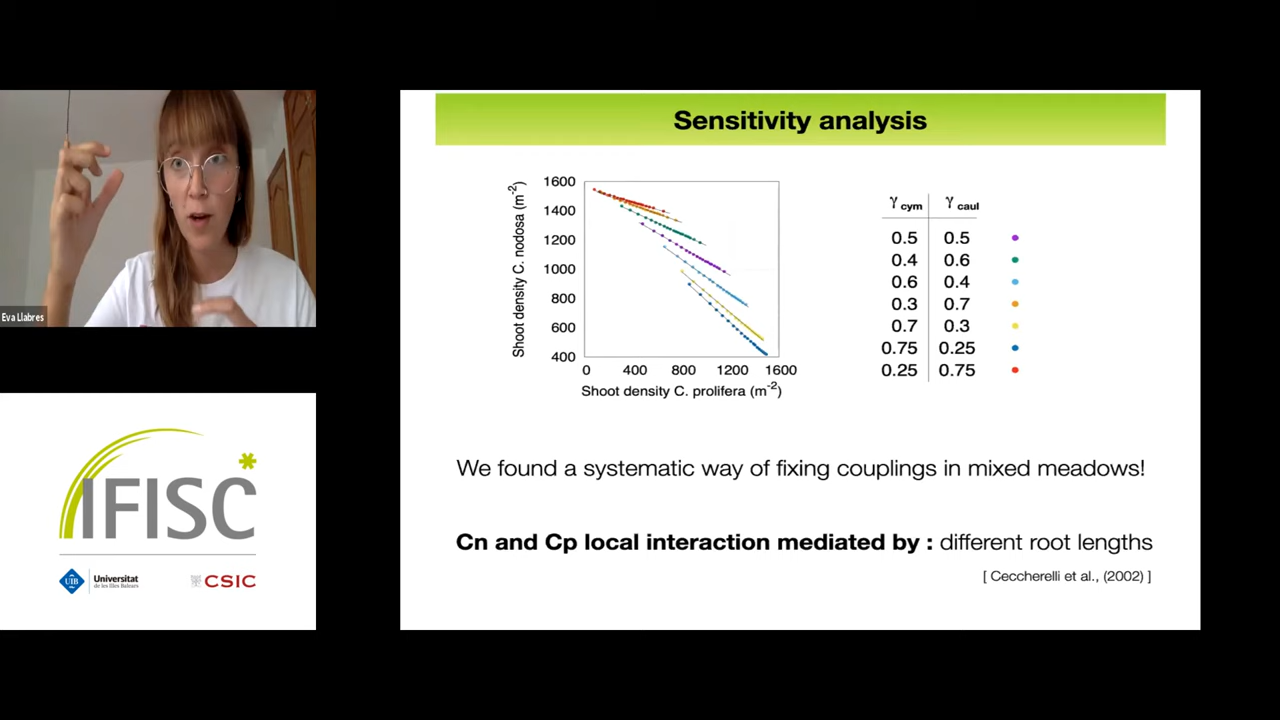 Sensitivity analysis
Shoot density C. nodosa (m-2)
1600
1400
1200
1000
800
600
400
0 400 800 1200 1600
Shoot density C. prolifera (m-2)
γcym γcaul
0.5 0.5
0.4 0.6
0.6 0.4
0.3 0.7
0.7 0.3
0.75 0.25
0.25 0.75
We found a systematic way of fixing couplings in mixed meadows!
Cn and Cp local interaction mediated by : different root lengths
[ Ceccherelli et al., (2002) ]
Eva Llabres
IFISC
UIB Universitat
de les Illes Balears
CSIC